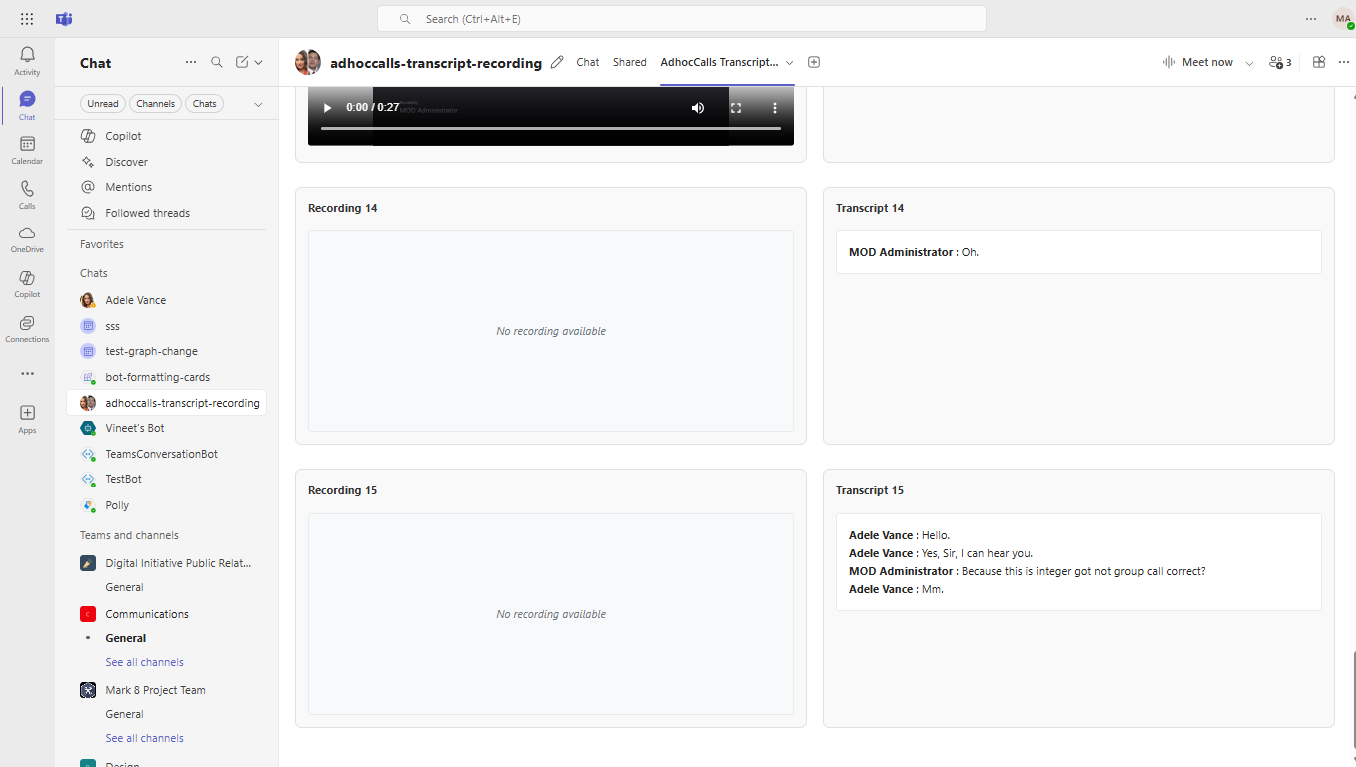 Search (Ctrl+Alt+E)
MA
Activity
Chat
Calendar
Calls
OneDrive
Copilot
Connections
Apps
Chat
Unread
Channels
Chats
Copilot
Discover
Mentions
Followed threads
Favorites
Chats
Adele Vance
sss
test-graph-change
bot-formatting-cards
adhoccalls-transcript-recording
Vineet's Bot
TeamsConversationBot
TestBot
Polly
Teams and channels
Digital Initiative Public Relat...
General
C
Communications
General
See all channels
Mark 8 Project Team
General
See all channels
Design
adhoccalls-transcript-recording
Chat
Shared
AdhocCalls Transcript...
Meet now
3
0:00 / 0:27
MOD Administrator
Recording 14
No recording available
Transcript 14
MOD Administrator : Oh.
Recording 15
No recording available
Transcript 15
Adele Vance : Hello.
Adele Vance : Yes, Sir, I can hear you.
MOD Administrator : Because this is integer got not group call correct?
Adele Vance : Mm.